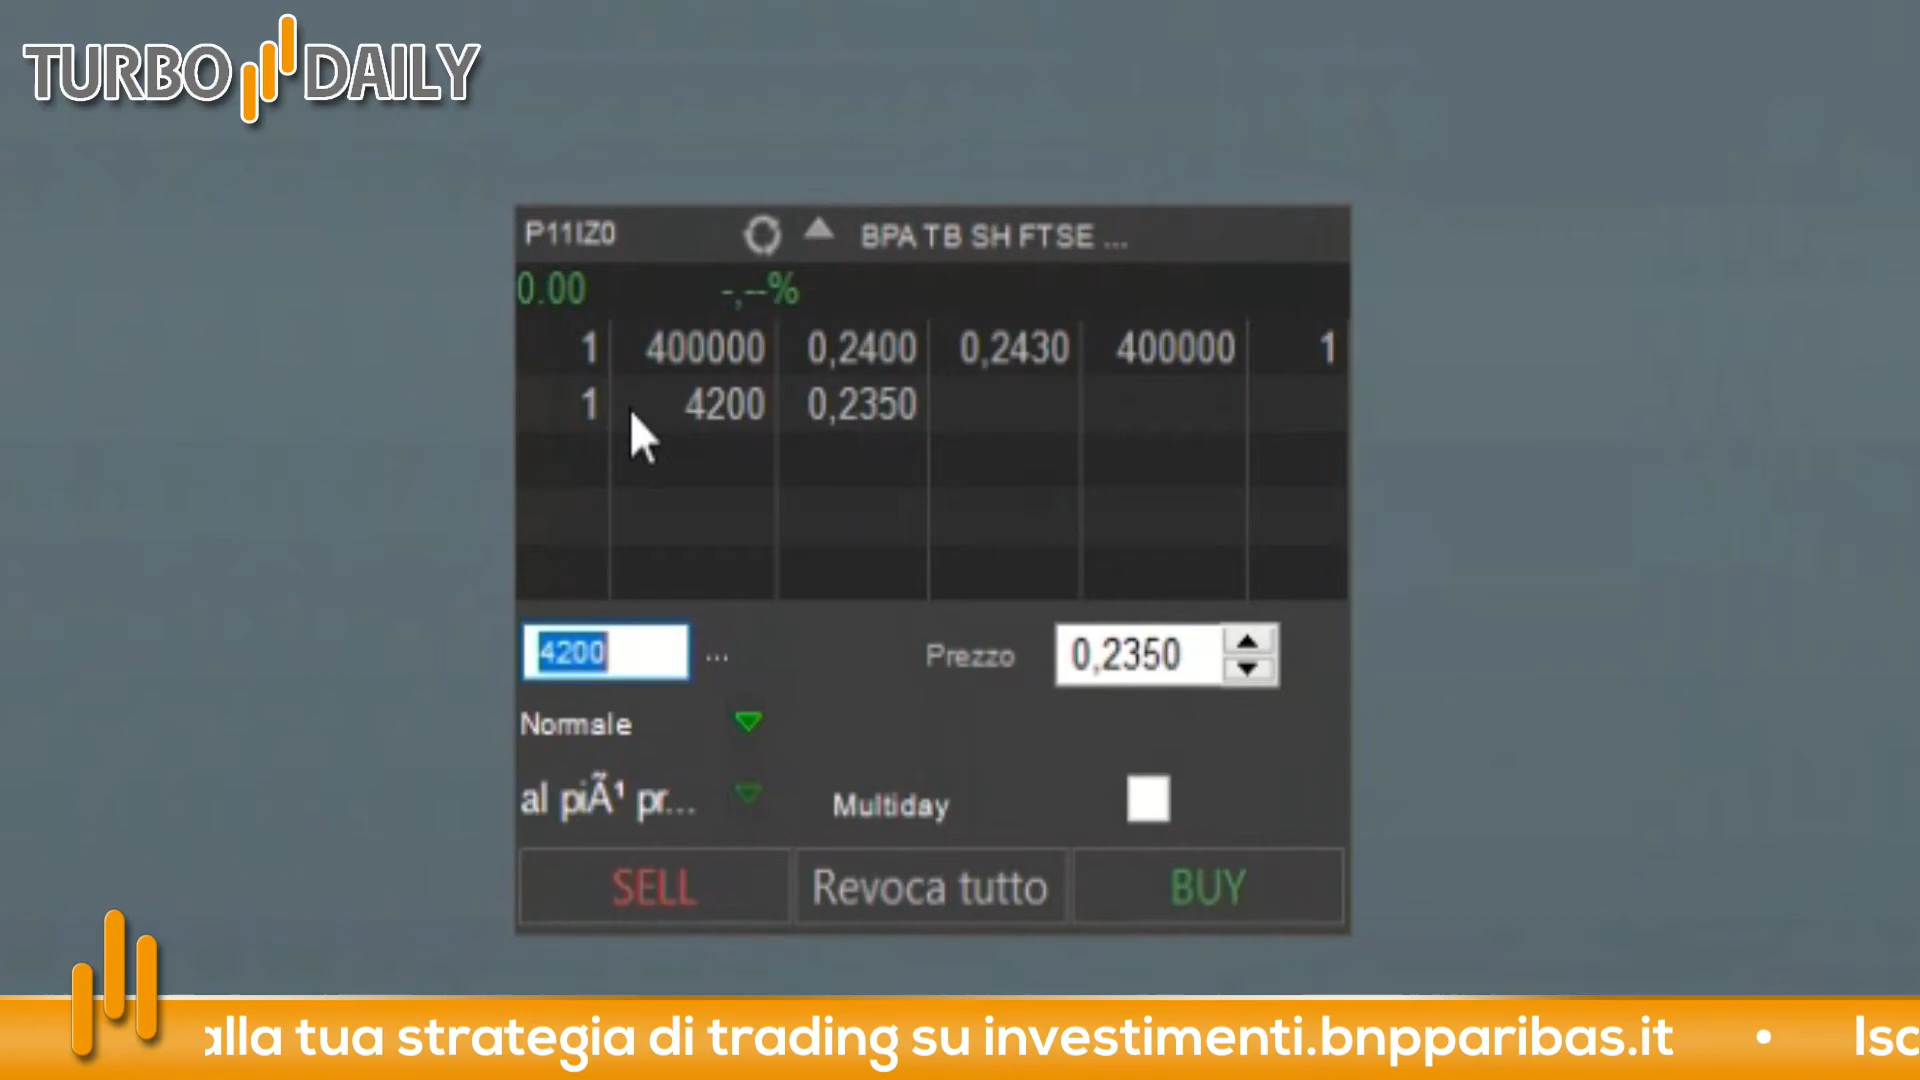 TURBO DAILY
P11IZ0 BPA TB SH FTSE ...
0.00 -,--%
1 400000 0,2400 0,2430 400000 1
1 4200 0,2350
4200 ... Prezzo 0,2350
Normale
al piÃ¹ pr... Multiday
SELL Revoca tutto BUY
alla tua strategia di trading su investimenti.bnpparibas.it • Isc